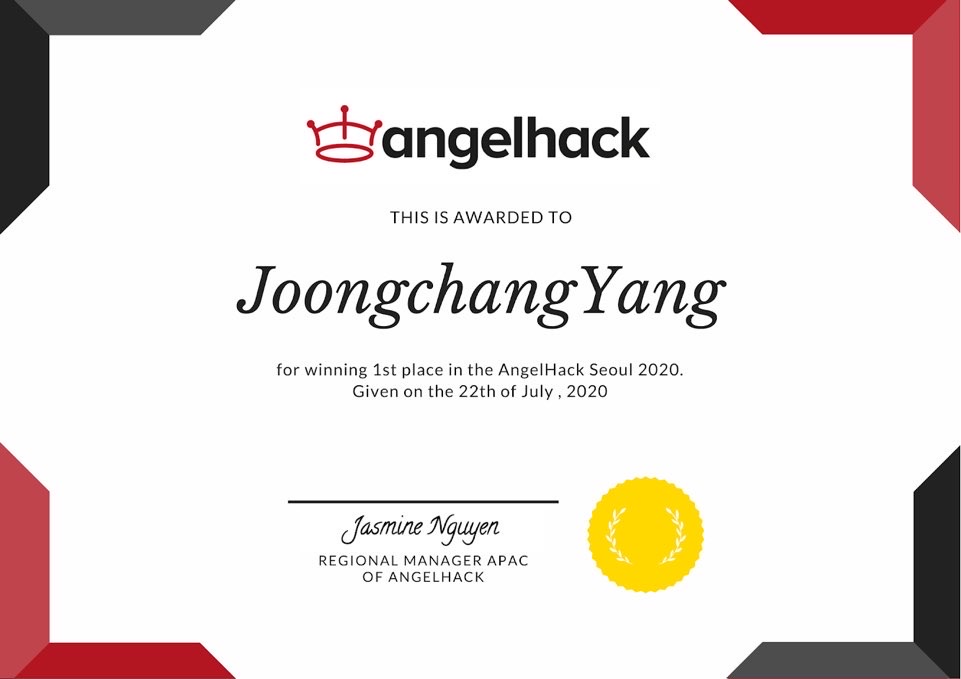 angelhack
THIS IS AWARDED TO
JoongchangYang
for winning 1st place in the AngelHack Seoul 2020.
Given on the 22th of July , 2020
Jasmine Nguyen
REGIONAL MANAGER APAC
OF ANGELHACK